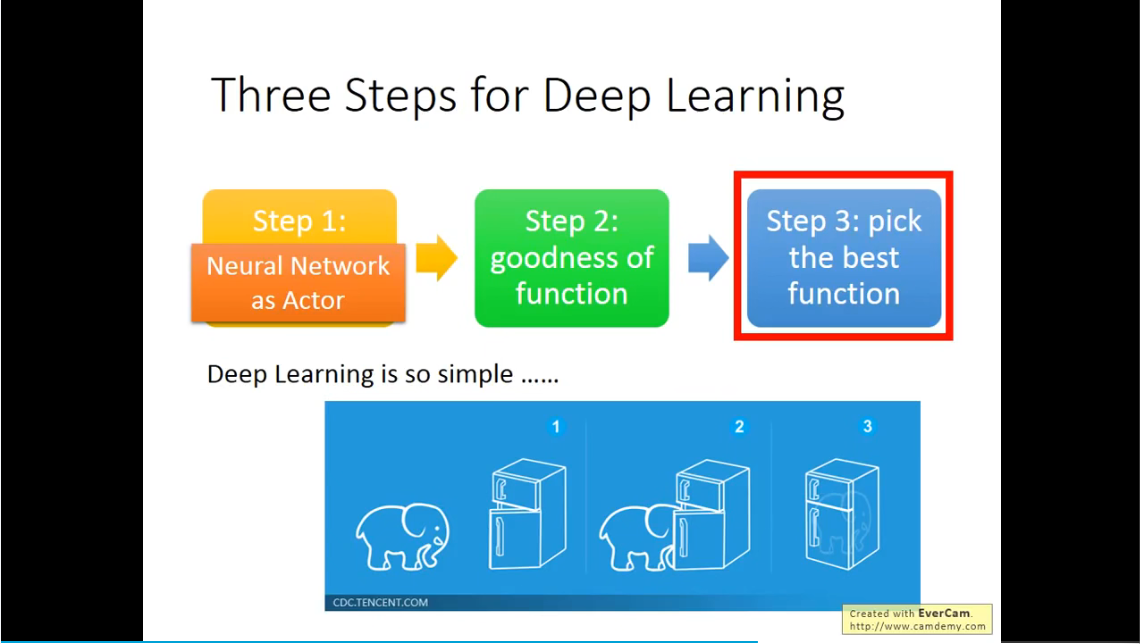 Three Steps for Deep Learning
Step 1:
Neural Network
as Actor
Step 2:
goodness of
function
Step 3: pick
the best
function
Deep Learning is so simple ……
1
2
3
CDC.TENCENT.COM
Created with EverCam.
http://www.camdemy.com